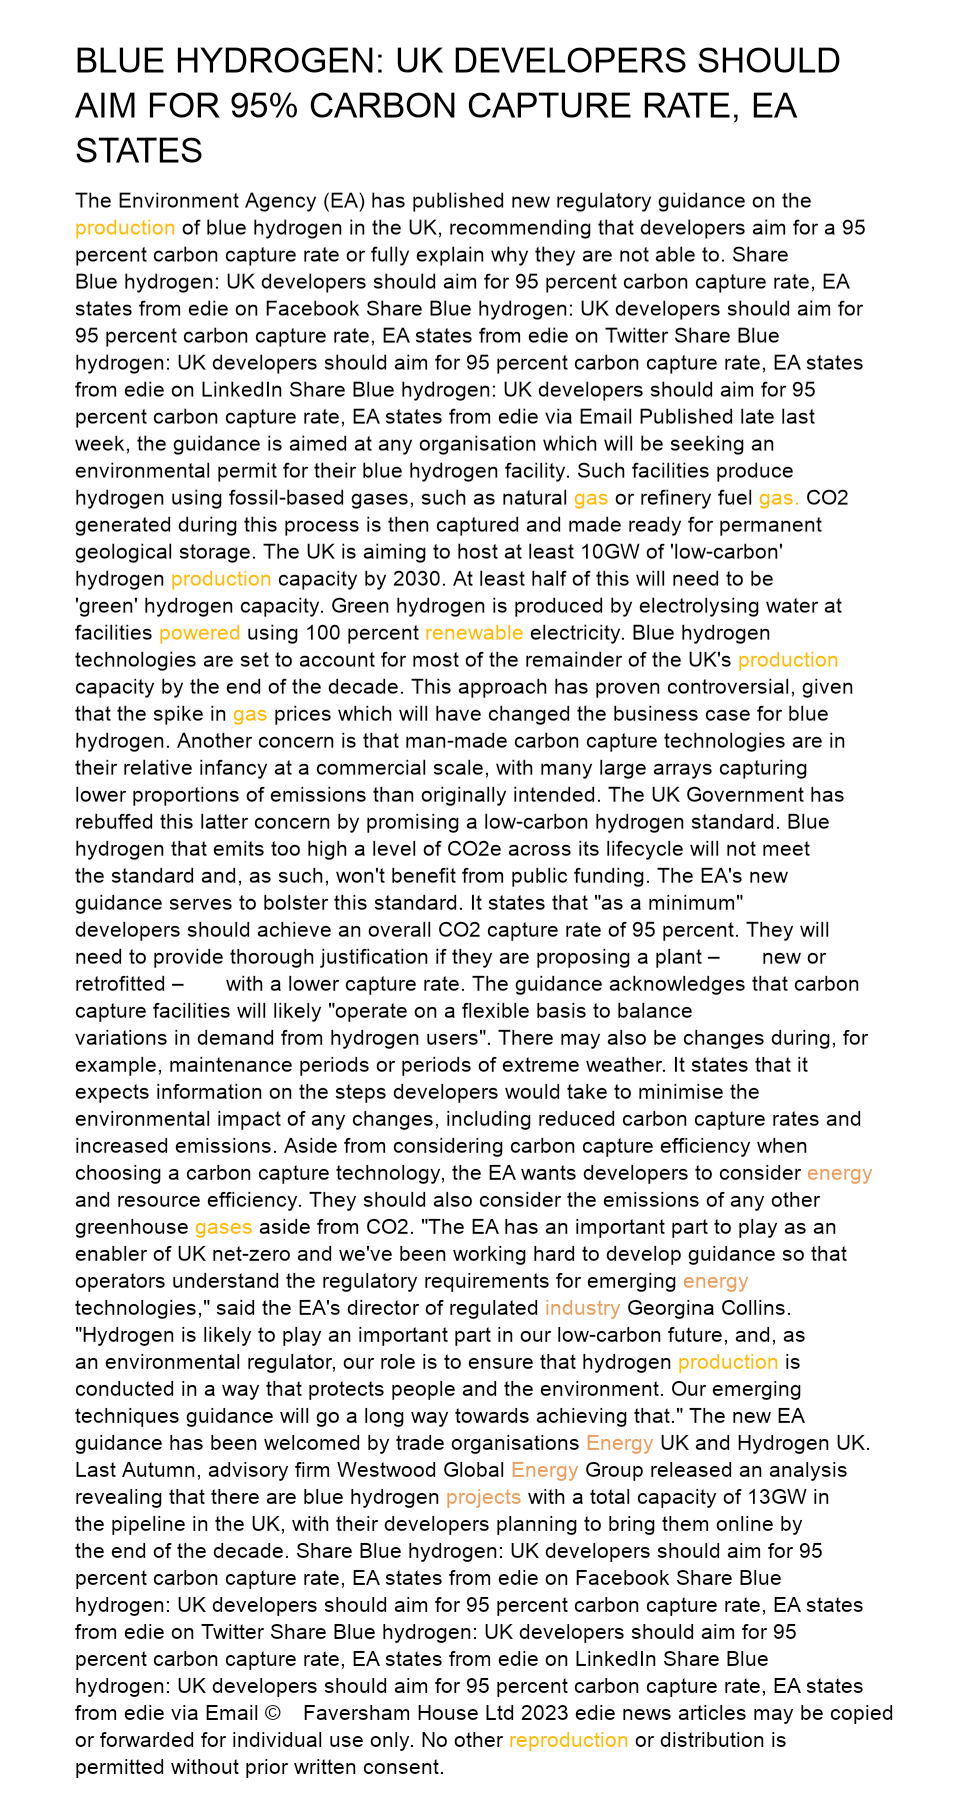 BLUE HYDROGEN: UK DEVELOPERS SHOULD
AIM FOR 95% CARBON CAPTURE RATE, EA
STATES
The Environment Agency (EA) has published new regulatory guidance on the
production of blue hydrogen in the UK, recommending that developers aim for a 95
percent carbon capture rate or fully explain why they are not able to. Share
Blue hydrogen: UK developers should aim for 95 percent carbon capture rate, EA
states from edie on Facebook Share Blue hydrogen: UK developers should aim for
95 percent carbon capture rate, EA states from edie on Twitter Share Blue
hydrogen: UK developers should aim for 95 percent carbon capture rate, EA states
from edie on LinkedIn Share Blue hydrogen: UK developers should aim for 95
percent carbon capture rate, EA states from edie via Email Published late last
week, the guidance is aimed at any organisation which will be seeking an
environmental permit for their blue hydrogen facility. Such facilities produce
hydrogen using fossil-based gases, such as natural gas or refinery fuel gas. CO2
generated during this process is then captured and made ready for permanent
geological storage. The UK is aiming to host at least 10GW of 'low-carbon'
hydrogen production capacity by 2030. At least half of this will need to be
'green' hydrogen capacity. Green hydrogen is produced by electrolysing water at
facilities powered using 100 percent renewable electricity. Blue hydrogen
technologies are set to account for most of the remainder of the UK's production
capacity by the end of the decade. This approach has proven controversial, given
that the spike in gas prices which will have changed the business case for blue
hydrogen. Another concern is that man-made carbon capture technologies are in
their relative infancy at a commercial scale, with many large arrays capturing
lower proportions of emissions than originally intended. The UK Government has
rebuffed this latter concern by promising a low-carbon hydrogen standard. Blue
hydrogen that emits too high a level of CO2e across its lifecycle will not meet
the standard and, as such, won't benefit from public funding. The EA's new
guidance serves to bolster this standard. It states that "as a minimum"
developers should achieve an overall CO2 capture rate of 95 percent. They will
need to provide thorough justification if they are proposing a plant – new or
retrofitted – with a lower capture rate. The guidance acknowledges that carbon
capture facilities will likely "operate on a flexible basis to balance
variations in demand from hydrogen users". There may also be changes during, for
example, maintenance periods or periods of extreme weather. It states that it
expects information on the steps developers would take to minimise the
environmental impact of any changes, including reduced carbon capture rates and
increased emissions. Aside from considering carbon capture efficiency when
choosing a carbon capture technology, the EA wants developers to consider energy
and resource efficiency. They should also consider the emissions of any other
greenhouse gases aside from CO2. "The EA has an important part to play as an
enabler of UK net-zero and we've been working hard to develop guidance so that
operators understand the regulatory requirements for emerging energy
technologies," said the EA's director of regulated industry Georgina Collins.
"Hydrogen is likely to play an important part in our low-carbon future, and, as
an environmental regulator, our role is to ensure that hydrogen production is
conducted in a way that protects people and the environment. Our emerging
techniques guidance will go a long way towards achieving that." The new EA
guidance has been welcomed by trade organisations Energy UK and Hydrogen UK.
Last Autumn, advisory firm Westwood Global Energy Group released an analysis
revealing that there are blue hydrogen projects with a total capacity of 13GW in
the pipeline in the UK, with their developers planning to bring them online by
the end of the decade. Share Blue hydrogen: UK developers should aim for 95
percent carbon capture rate, EA states from edie on Facebook Share Blue
hydrogen: UK developers should aim for 95 percent carbon capture rate, EA states
from edie on Twitter Share Blue hydrogen: UK developers should aim for 95
percent carbon capture rate, EA states from edie on LinkedIn Share Blue
hydrogen: UK developers should aim for 95 percent carbon capture rate, EA states
from edie via Email © Faversham House Ltd 2023 edie news articles may be copied
or forwarded for individual use only. No other reproduction or distribution is
permitted without prior written consent.